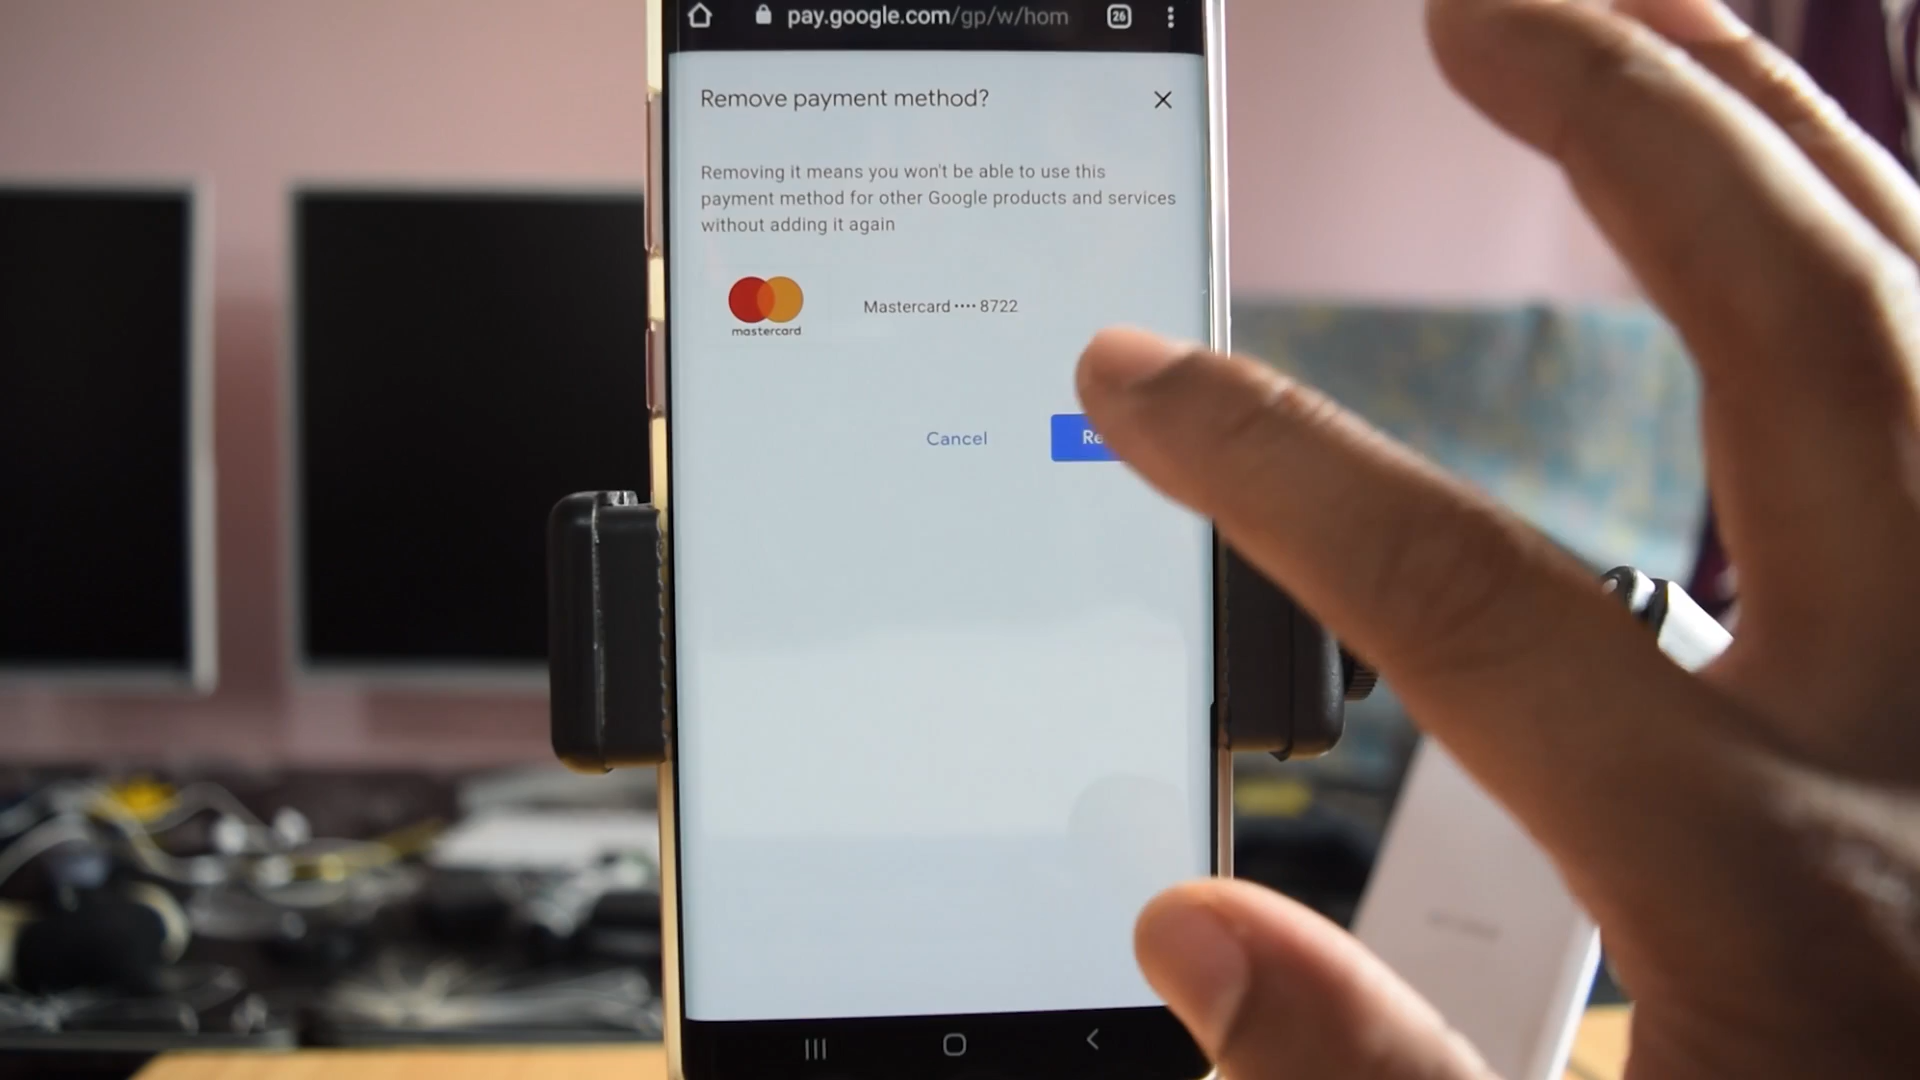 pay.google.com/gp/w/hom
26
Remove payment method?
Removing it means you won't be able to use this
payment method for other Google products and services
without adding it again
mastercard
Mastercard •••• 8722
Cancel
Re